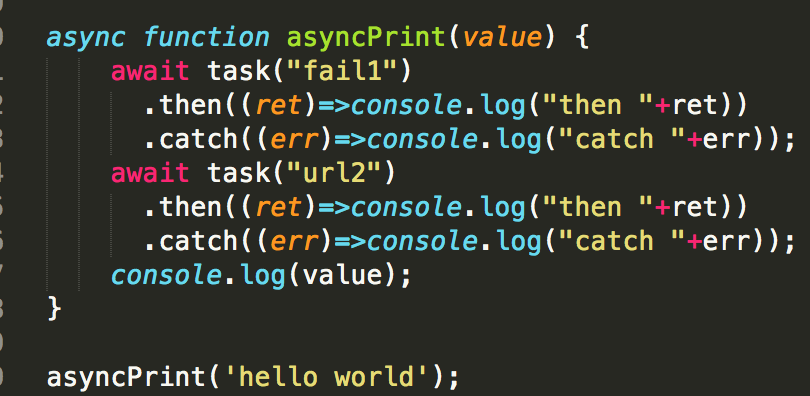 async function asyncPrint(value) {
    await task("fail1")
      .then((ret)=>console.log("then "+ret))
      .catch((err)=>console.log("catch "+err));
    await task("url2")
      .then((ret)=>console.log("then "+ret))
      .catch((err)=>console.log("catch "+err));
    console.log(value);
}

asyncPrint('hello world');